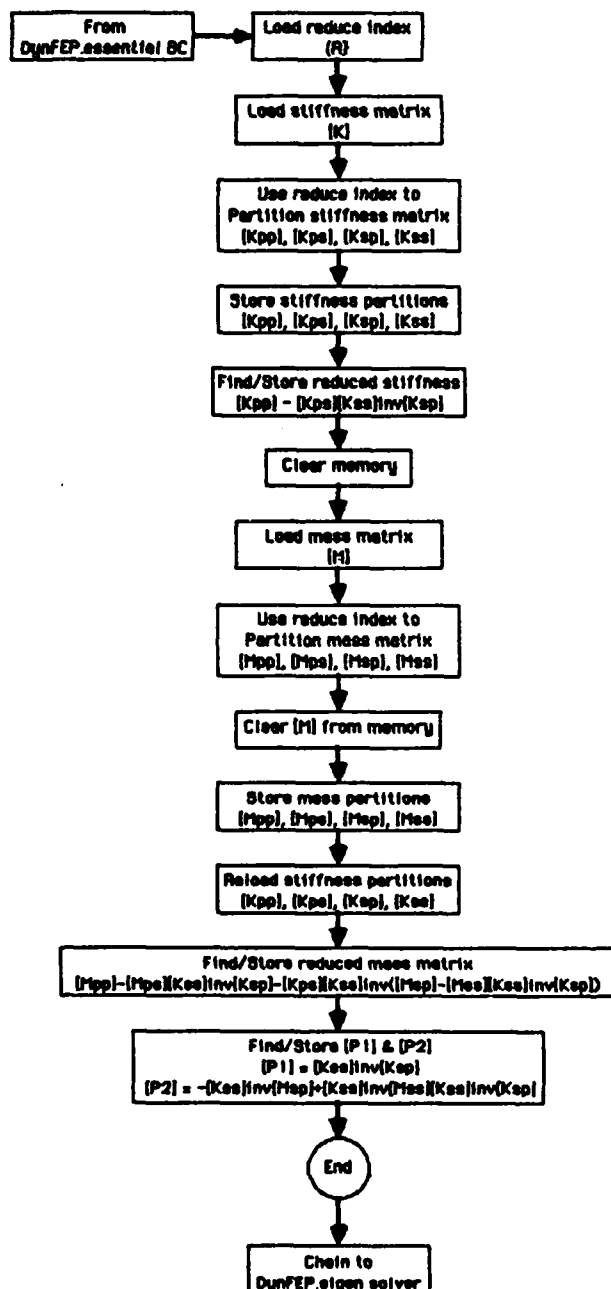 From
DynFEP.essential BC
Load reduce index
{R}
Load stiffness matrix
[K]
Use reduce index to
Partition stiffness matrix
[Kpp], [Kps], [Ksp], [Kss]
Store stiffness partitions
[Kpp], [Kps], [Ksp], [Kss]
Find/Store reduced stiffness
[Kpp] - [Kps][Kss]inv[Ksp]
Clear memory
Load mass matrix
[M]
Use reduce index to
Partition mass matrix
[Mpp], [Mps], [Msp], [Mss]
Clear [M] from memory
Store mass partitions
[Mpp], [Mps], [Msp], [Mss]
Reload stiffness partitions
[Kpp], [Kps], [Ksp], [Kss]
Find/Store reduced mass matrix
[Mpp]-[Mps][Kss]inv[Ksp]-[Kps][Kss]inv([Msp]-[Mss][Kss]inv[Ksp])
Find/Store [P1] & [P2]
[P1] = [Kss]inv[Ksp]
[P2] = -[Kss]inv[Msp]+[Kss]inv[Mss][Kss]inv[Ksp]
End
Chain to
DynFEP.eigen solver